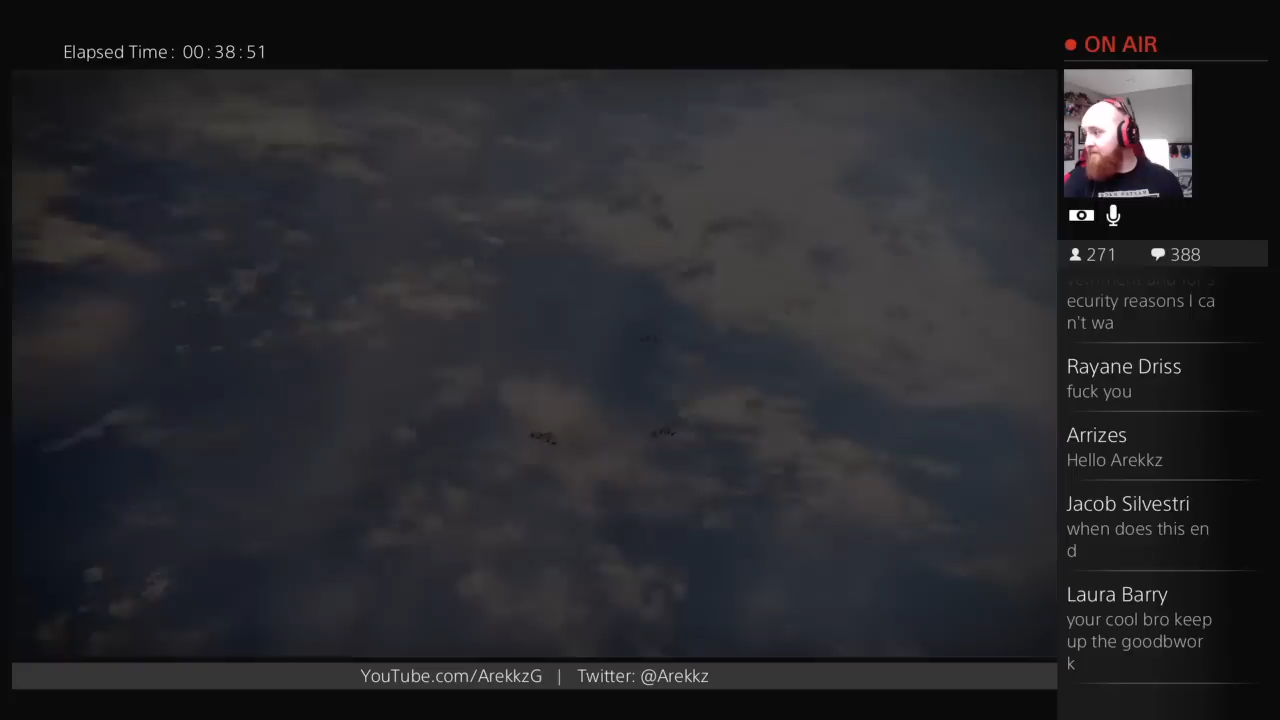 Elapsed Time: 00:38:51
ON AIR
271 388
ecurity reasons I ca
n't wa
Rayane Driss
fuck you
Arrizes
Hello Arekkz
Jacob Silvestri
when does this en
d
Laura Barry
your cool bro keep
up the goodbwor
k
YouTube.com/ArekkzG | Twitter: @Arekkz